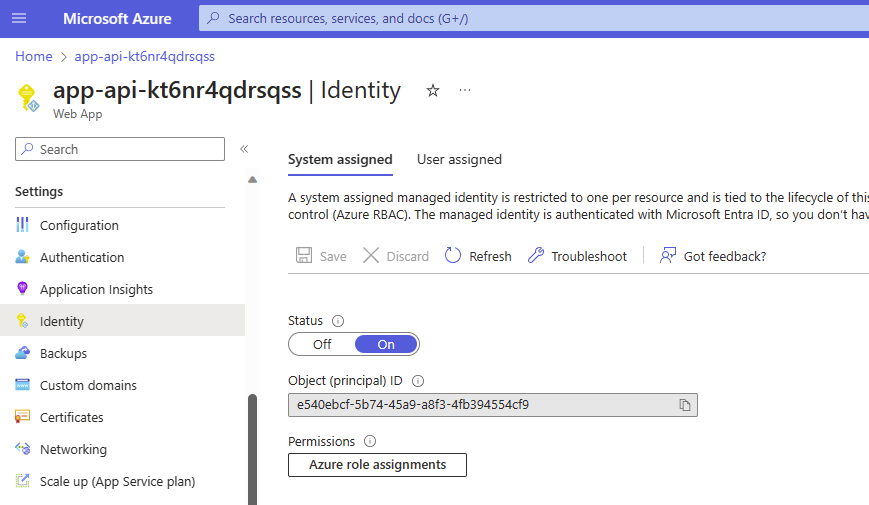 Microsoft Azure
Search resources, services, and docs (G+/)
Home > app-api-kt6nr4qdrsqss
app-api-kt6nr4qdrsqss | Identity
Web App
Search
Settings
Configuration
Authentication
Application Insights
Identity
Backups
Custom domains
Certificates
Networking
Scale up (App Service plan)
System assigned User assigned
A system assigned managed identity is restricted to one per resource and is tied to the lifecycle of this
control (Azure RBAC). The managed identity is authenticated with Microsoft Entra ID, so you don't hav
Save Discard Refresh Troubleshoot Got feedback?
Status
Off On
Object (principal) ID
e540ebcf-5b74-45a9-a8f3-4fb394554cf9
Permissions
Azure role assignments